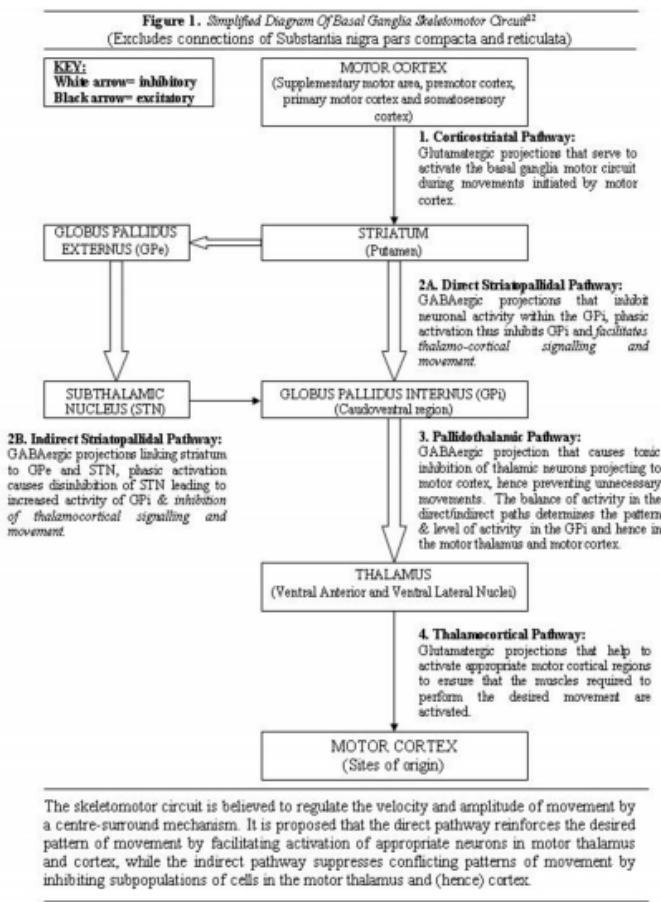 Figure 1. Simplified Diagram Of Basal Ganglia Skeletomotor Circuit
(Excludes connections of Substantia nigra pars compacta and reticulata)
KEY:
White arrow= inhibitory
Black arrow= excitatory
MOTOR CORTEX
(Supplementary motor area, premotor cortex,
primary motor cortex and somatosensory
cortex)
1. Corticostriatal Pathway:
Glutamatergic projections that serve to
activate the basal ganglia motor circuit
during movements initiated by motor
cortex.
GLOBUS PALLIDUS
EXTERNUS (GPe)
STRIATUM
(Putamen)
2A. Direct Striatopallidal Pathway:
GABAergic projections that inhibit
neuronal activity within the GPi, phasic
activation thus inhibits GPi and facilitates
thalamo-cortical signalling and
movement.
SUBTHALAMIC
NUCLEUS (STN)
GLOBUS PALLIDUS INTERNUS (GPi)
(Caudoventral region)
2B. Indirect Striatopallidal Pathway:
GABAergic projections linking striatum
to GPe and STN, phasic activation
causes disinhibition of STN leading to
increased activity of GPi & inhibition
of thalamocortical signalling and
movement.
3. Pallidothalamic Pathway:
GABAergic projection that causes tonic
inhibition of thalamic neurons projecting to
motor cortex, hence preventing unnecessary
movements. The balance of activity in the
direct/indirect paths determines the pattern
& level of activity in the GPi and hence in
the motor thalamus and motor cortex.
THALAMUS
(Ventral Anterior and Ventral Lateral Nuclei)
4. Thalamocortical Pathway:
Glutamatergic projections that help to
activate appropriate motor cortical regions
to ensure that the muscles required to
perform the desired movement are
activated.
MOTOR CORTEX
(Sites of origin)
The skeletomotor circuit is believed to regulate the velocity and amplitude of movement by
a centre-surround mechanism. It is proposed that the direct pathway reinforces the desired
pattern of movement by facilitating activation of appropriate neurons in motor thalamus
and cortex, while the indirect pathway suppresses conflicting patterns of movement by
inhibiting subpopulations of cells in the motor thalamus and (hence) cortex.